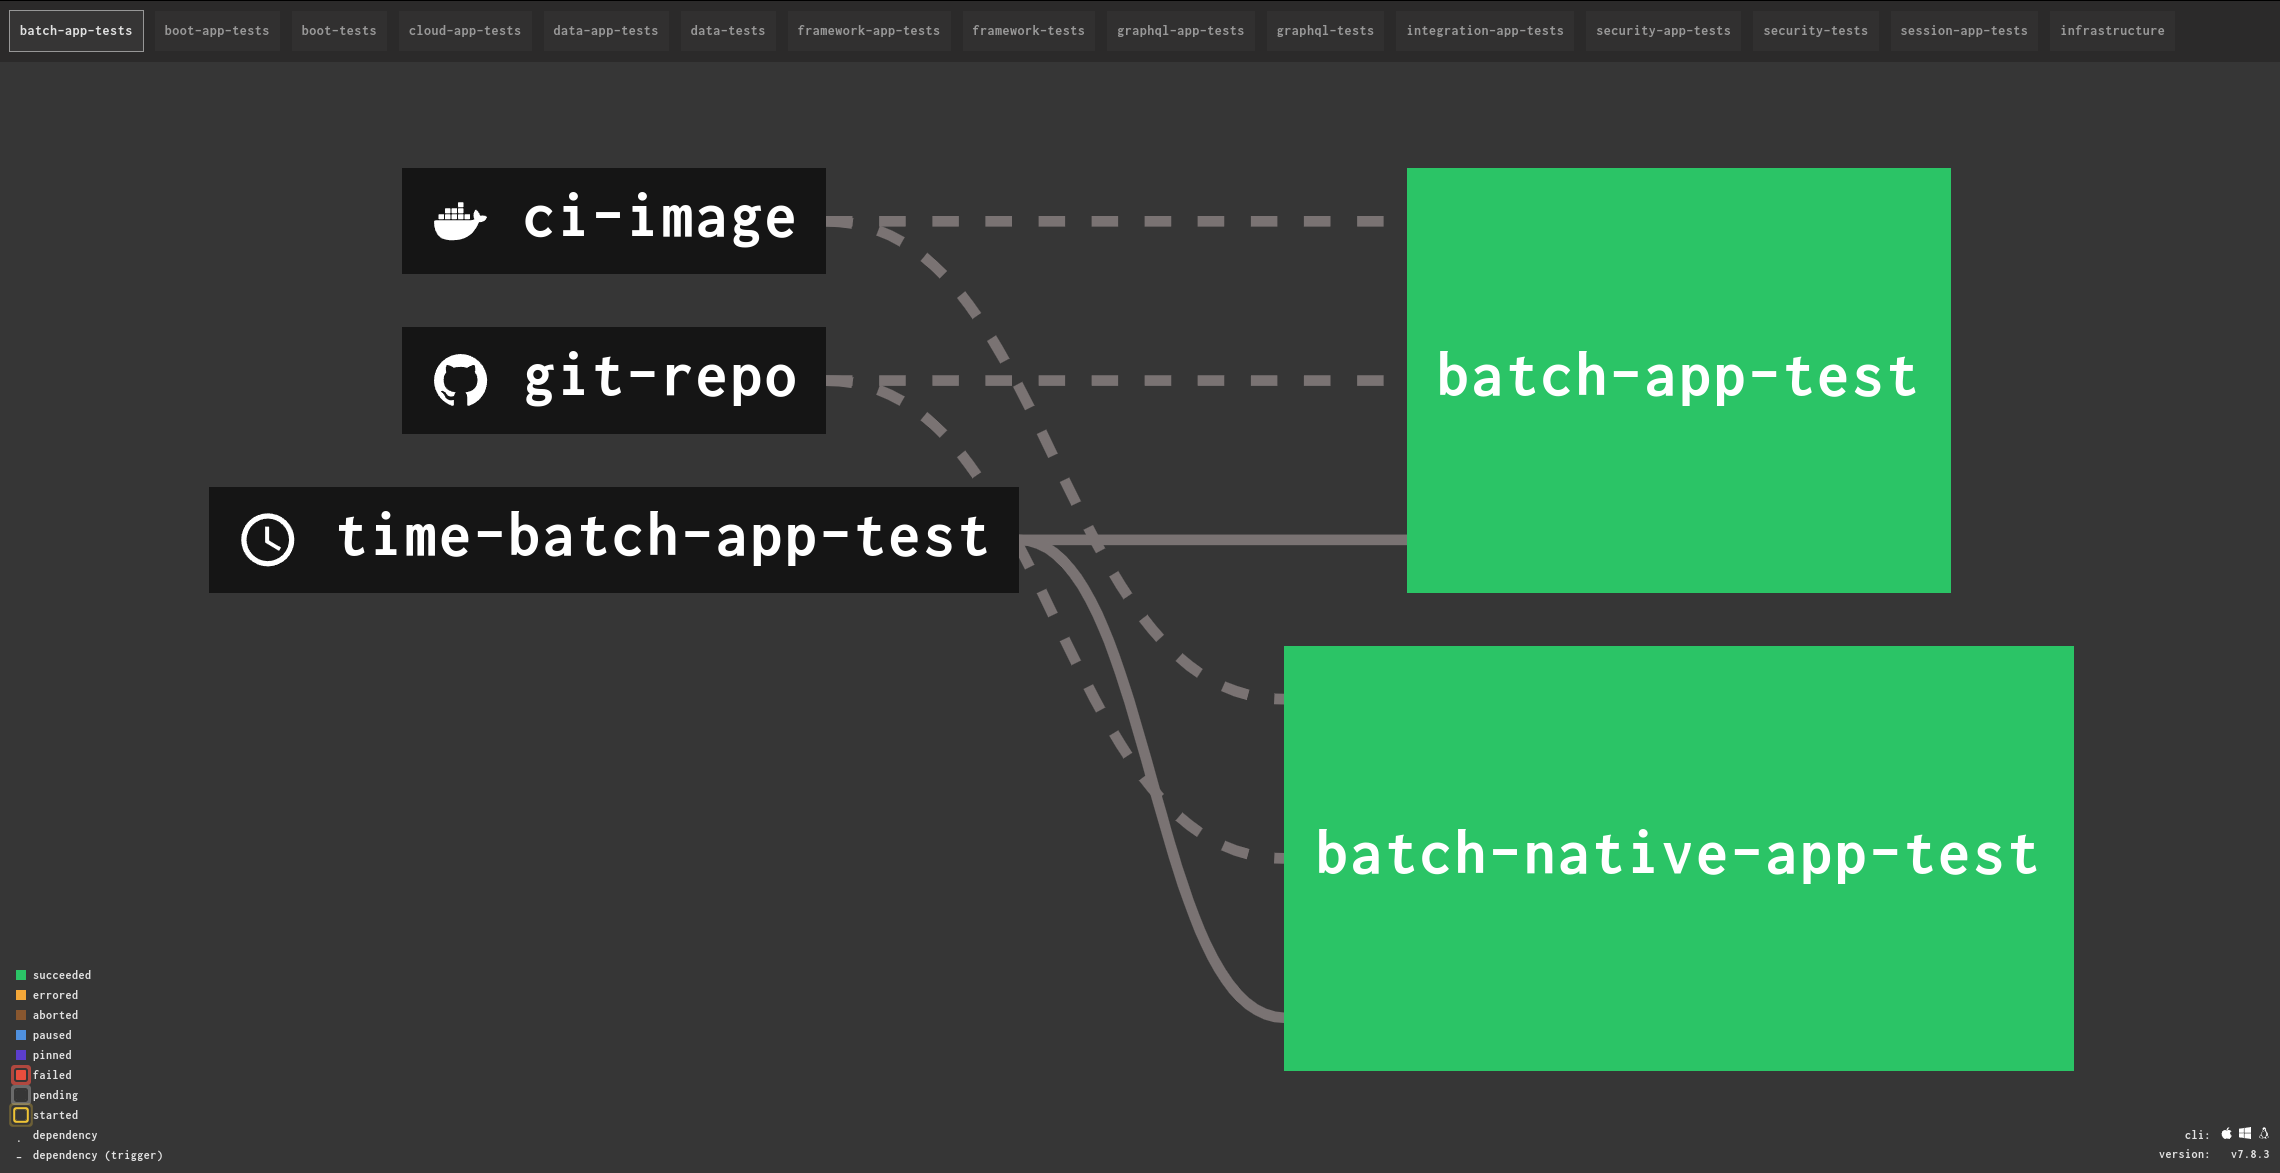 batch-app-tests boot-app-tests boot-tests cloud-app-tests data-app-tests data-tests framework-app-tests framework-tests graphql-app-tests graphql-tests integration-app-tests security-app-tests security-tests session-app-tests infrastructure
ci-image
git-repo
time-batch-app-test
batch-app-test
batch-native-app-test
succeeded
errored
aborted
paused
pinned
failed
pending
started
dependency
dependency (trigger)
cli:
version: v7.8.3